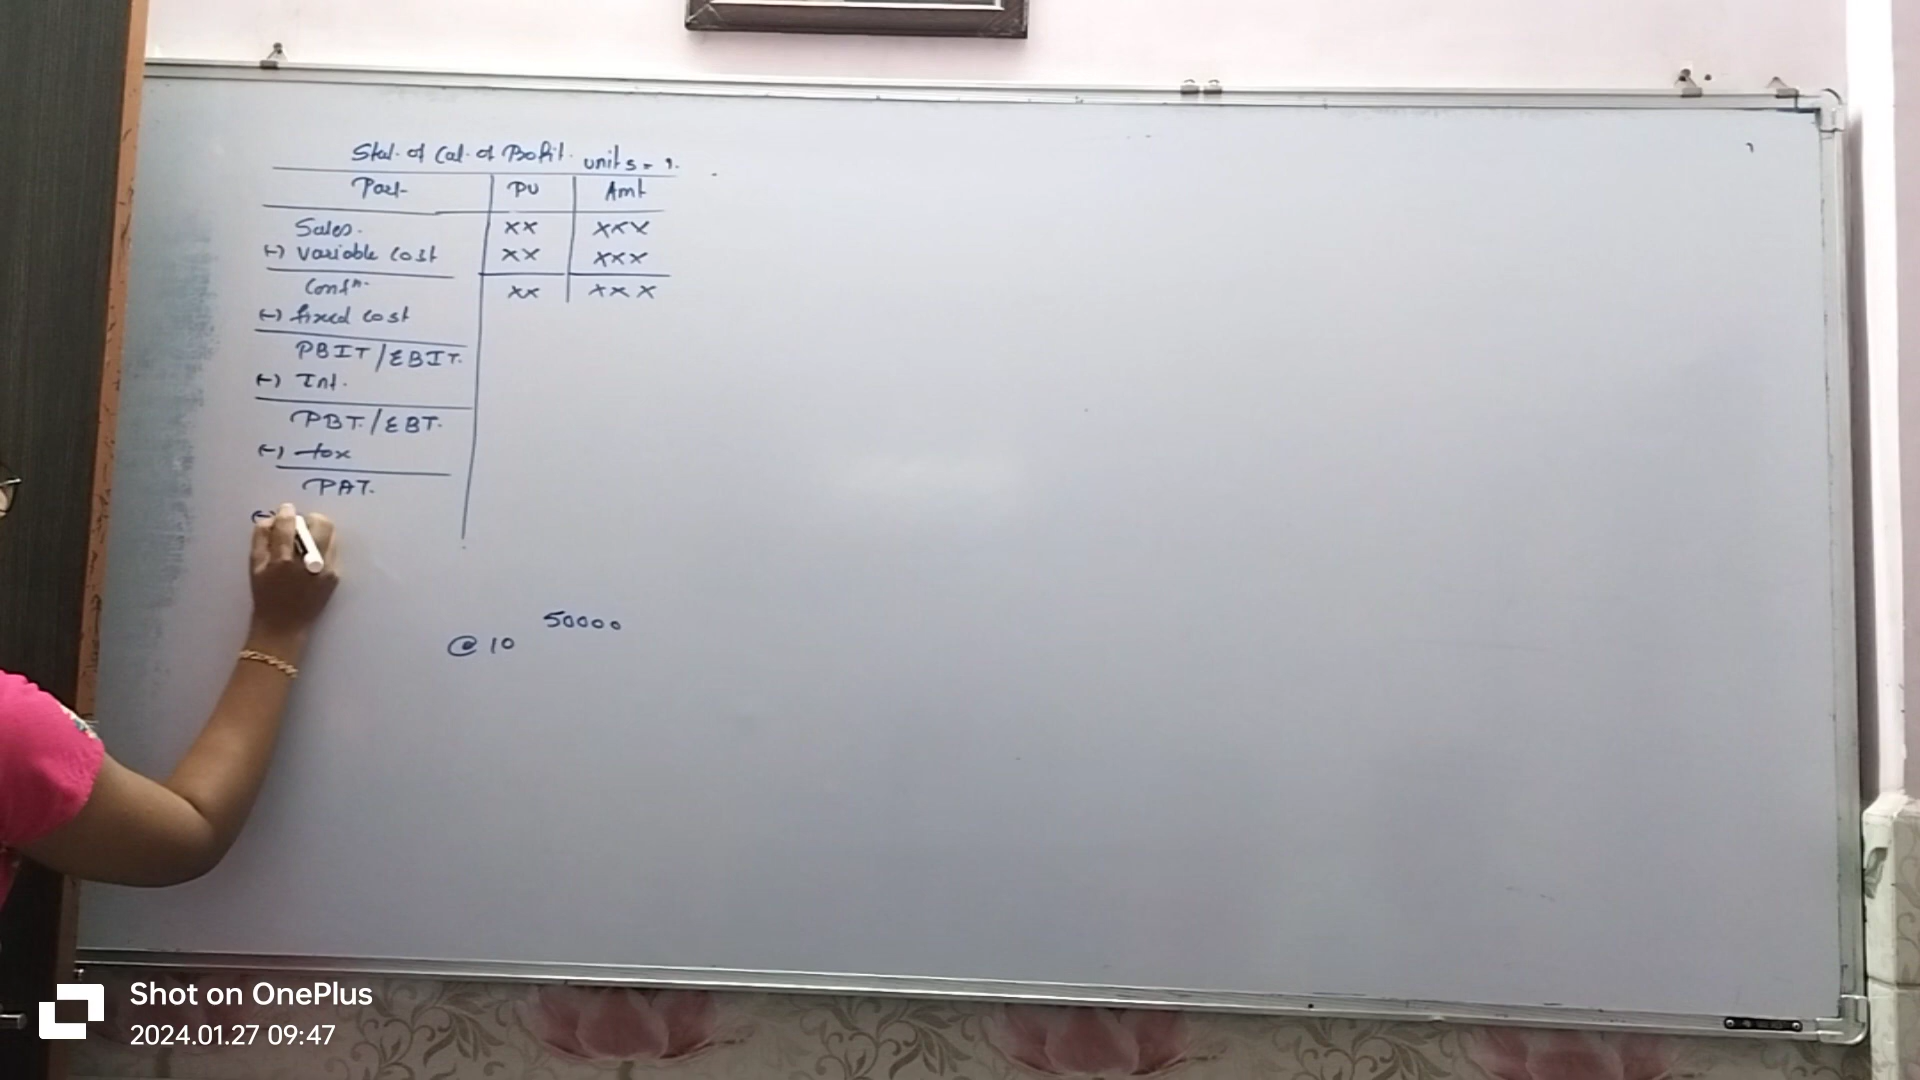 Stat. of Cal. of Profit. units = ?.
Part- PU Amt
Sales. xx xxx
(-) variable cost xx xxx
Contn. xx xxx
(-) fixed cost
PBIT/EBIT.
(-) Int.
PBT./EBT.
(-) tax
PAT.
(-)
50000
@ 10
Shot on OnePlus
2024.01.27 09:47